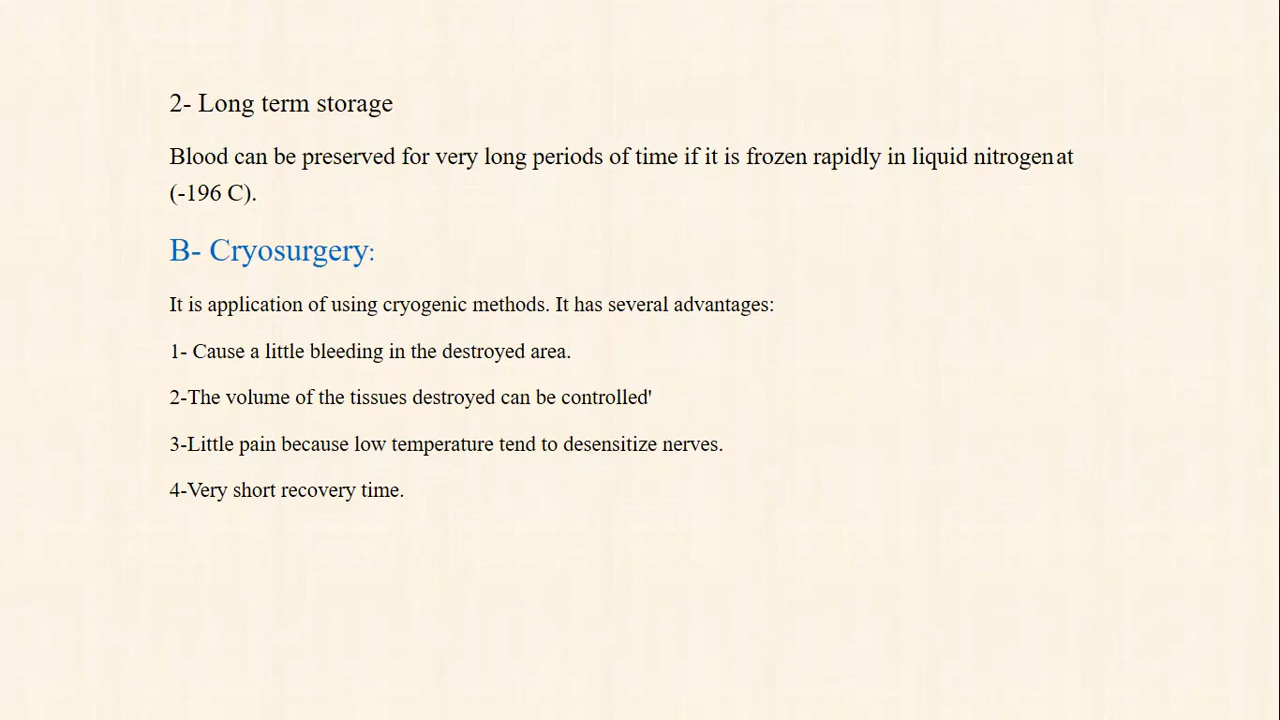 2- Long term storage
Blood can be preserved for very long periods of time if it is frozen rapidly in liquid nitrogen at
(-196 C).
B- Cryosurgery:
It is application of using cryogenic methods. It has several advantages:
1- Cause a little bleeding in the destroyed area.
2-The volume of the tissues destroyed can be controlled'
3-Little pain because low temperature tend to desensitize nerves.
4-Very short recovery time.